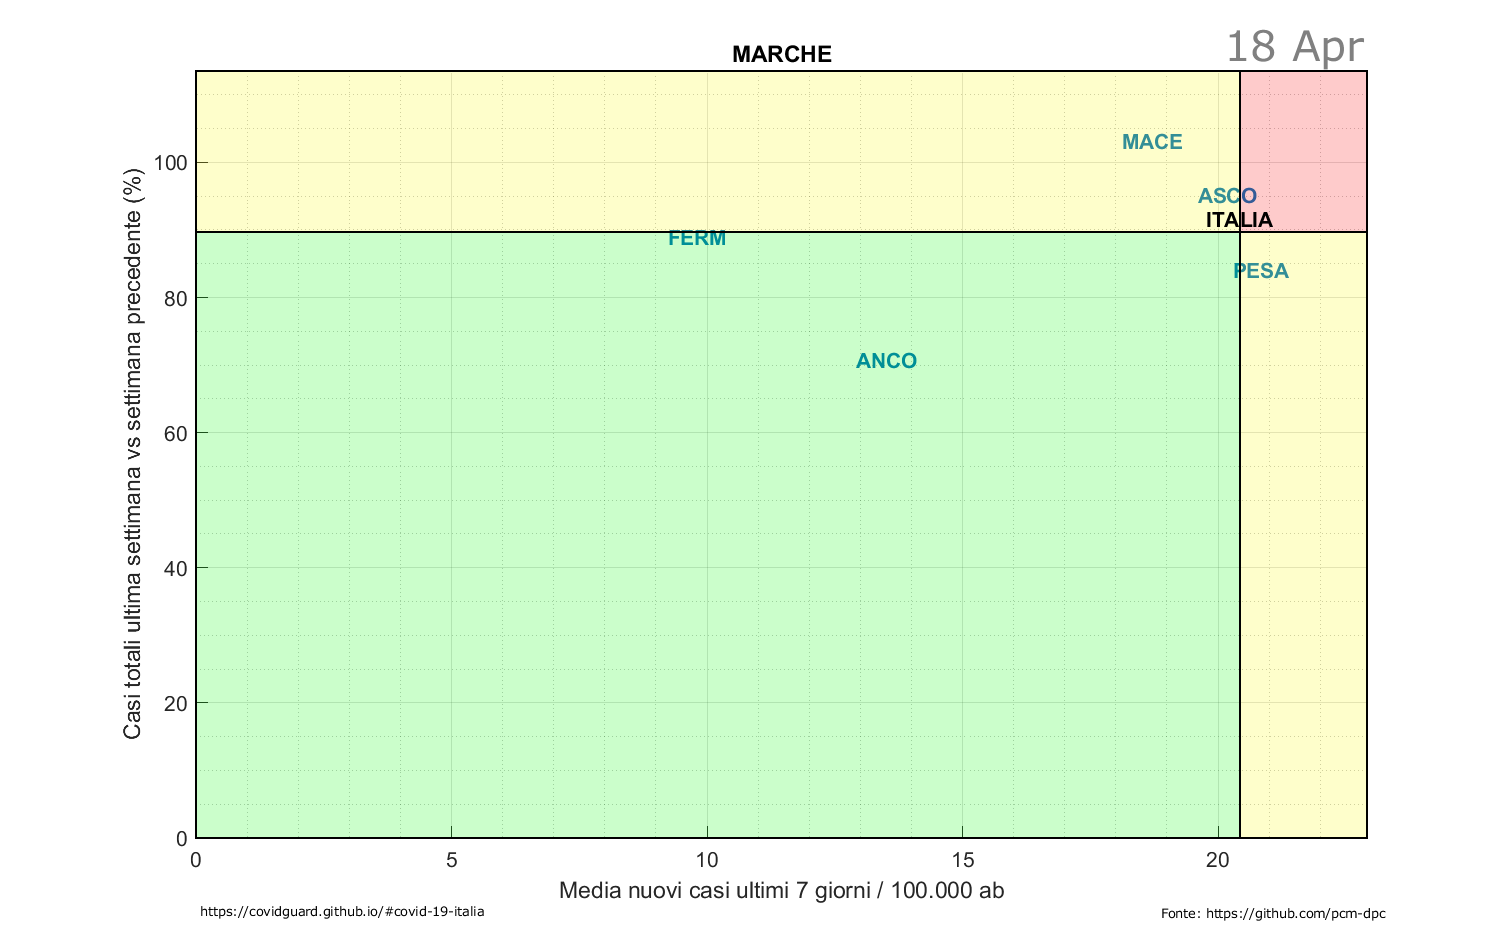 18 Apr
MARCHE
MACE
ASCO
ITALIA
FERM
PESA
ANCO
Casi totali ultima settimana vs settimana precedente (%)
100
80
60
40
20
0
0 5 10 15 20
Media nuovi casi ultimi 7 giorni / 100.000 ab
https://covidguard.github.io/#covid-19-italia
Fonte: https://github.com/pcm-dpc